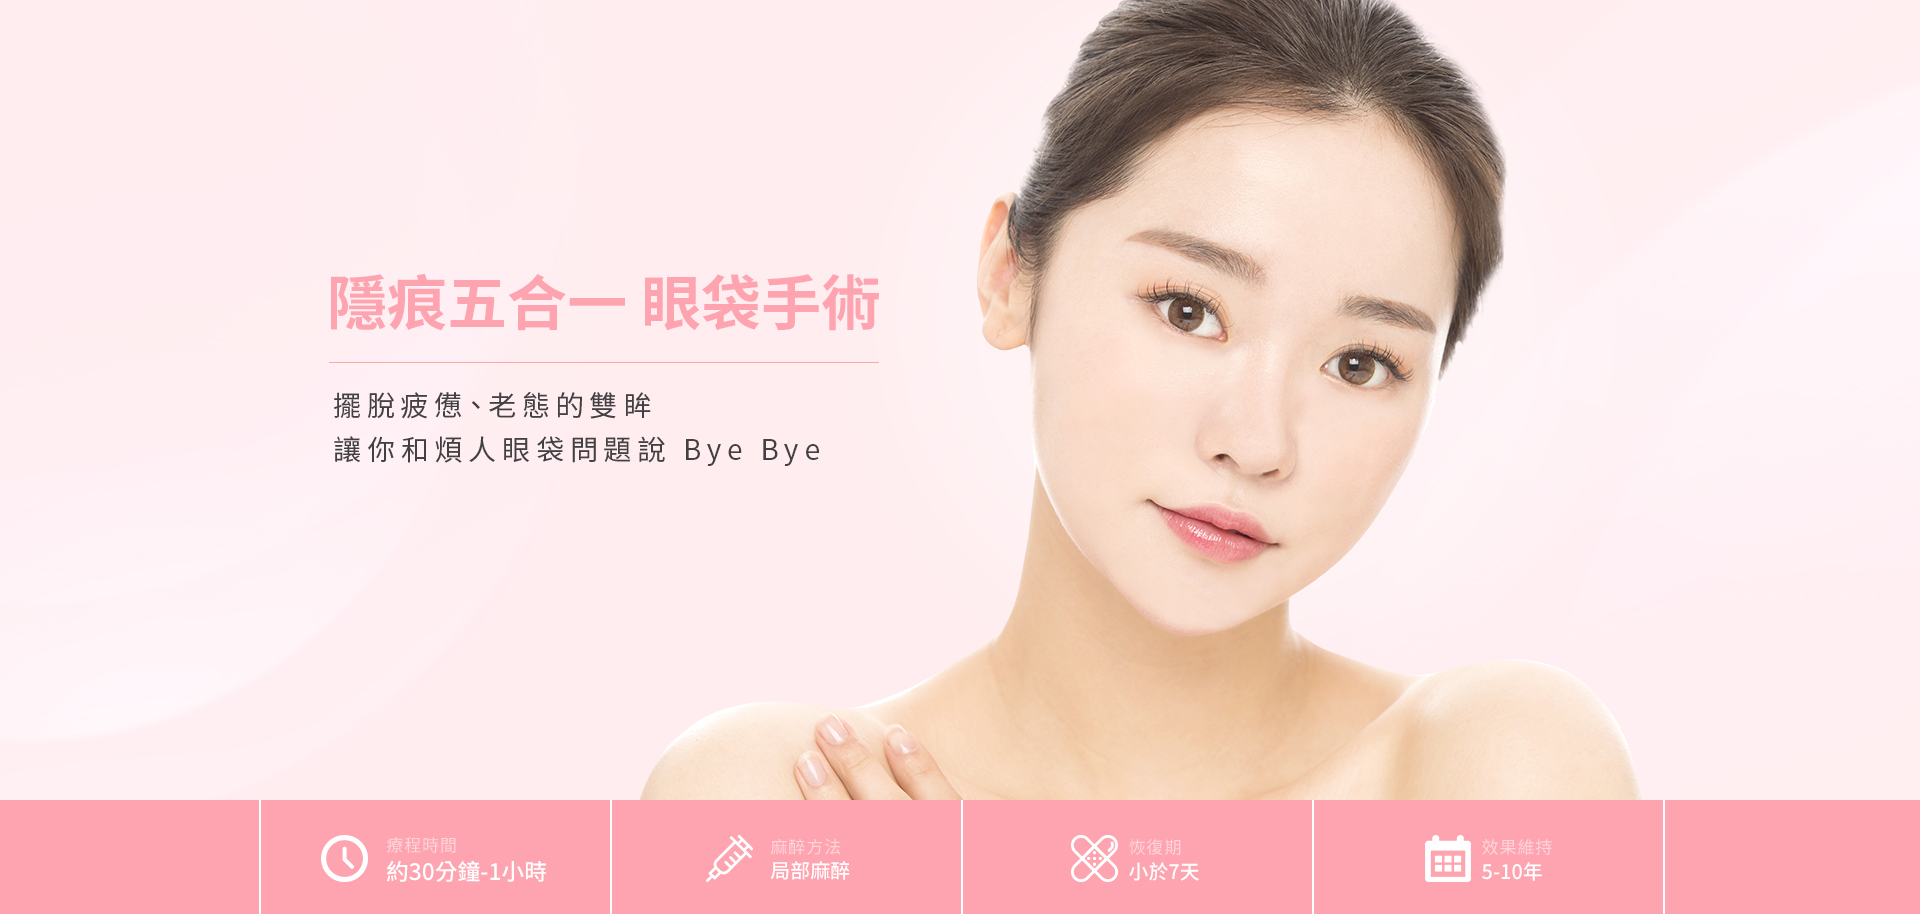 隱痕五合一 眼袋手術
擺脫疲憊、老態的雙眸
讓你和煩人眼袋問題說 Bye Bye
療程時間
約30分鐘-1小時
麻醉方法
局部麻醉
恢復期
小於7天
效果維持
5-10年